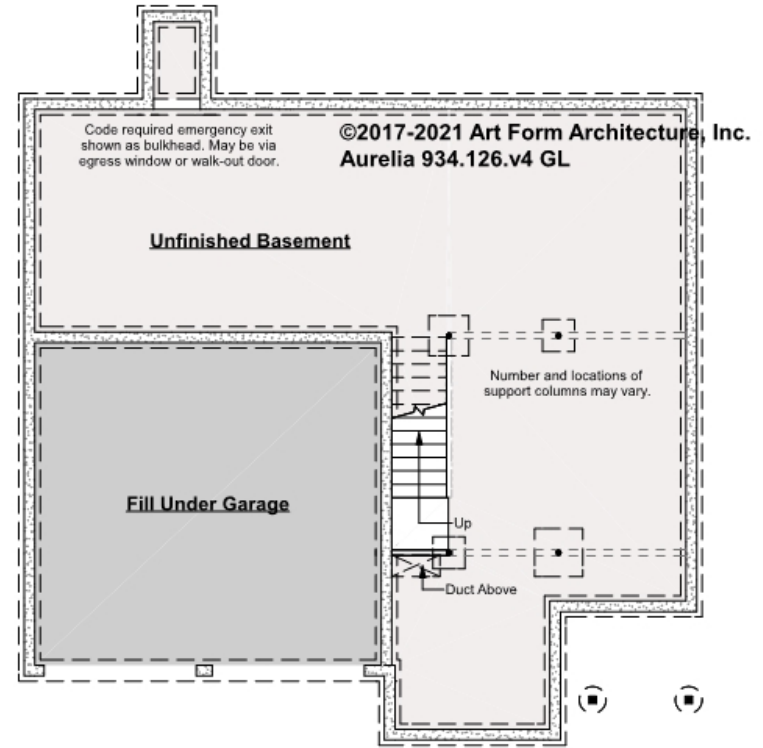 Code required emergency exit
shown as bulkhead. May be via
egress window or walk-out door.
©2017-2021 Art Form Architecture, Inc.
Aurelia 934.126.v4 GL
Unfinished Basement
Number and locations of
support columns may vary.
Fill Under Garage
Up
Duct Above